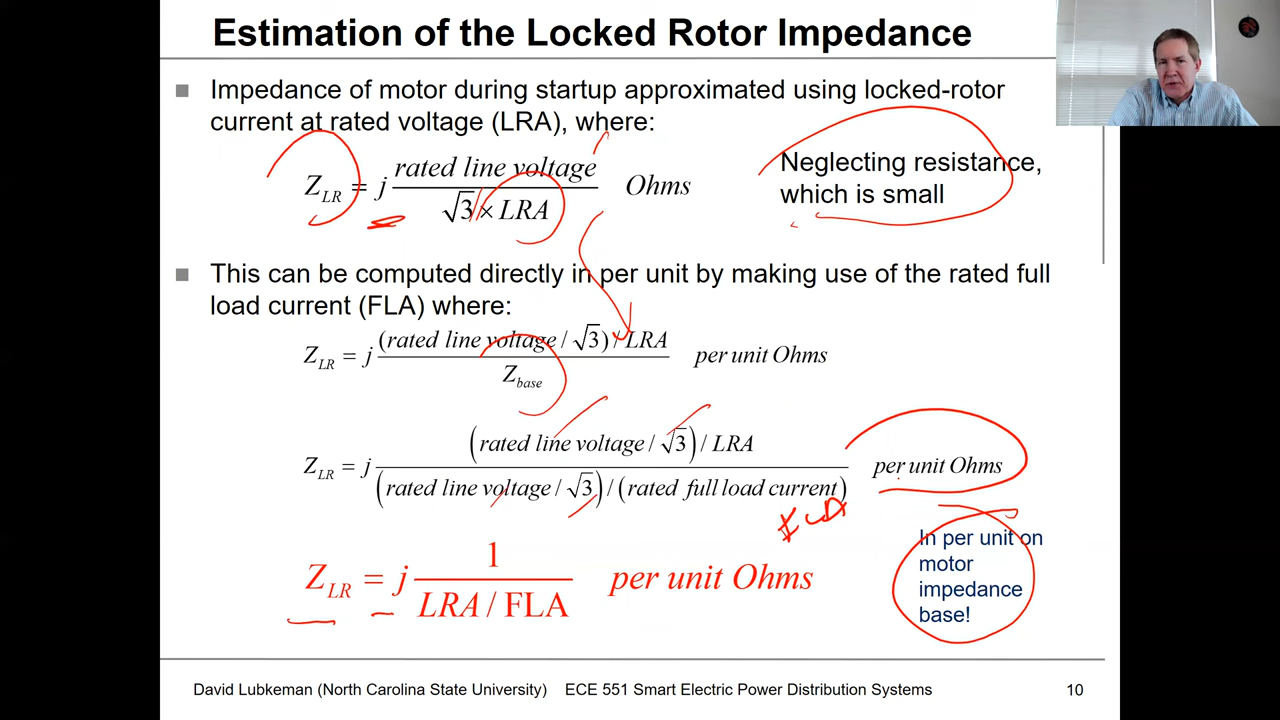 Estimation of the Locked Rotor Impedance
Impedance of motor during startup approximated using locked-rotor
current at rated voltage (LRA), where:
Z_LR = j (rated line voltage) / (√3 × LRA) Ohms
Neglecting resistance,
which is small
This can be computed directly in per unit by making use of the rated full
load current (FLA) where:
Z_LR = j ((rated line voltage / √3) / LRA) / Z_base per unit Ohms
Z_LR = j ((rated line voltage / √3) / LRA) / ((rated line voltage / √3) / (rated full load current)) per unit Ohms
Z_LR = j 1 / (LRA / FLA) per unit Ohms
In per unit on
motor
impedance
base!
David Lubkeman (North Carolina State University) ECE 551 Smart Electric Power Distribution Systems 10